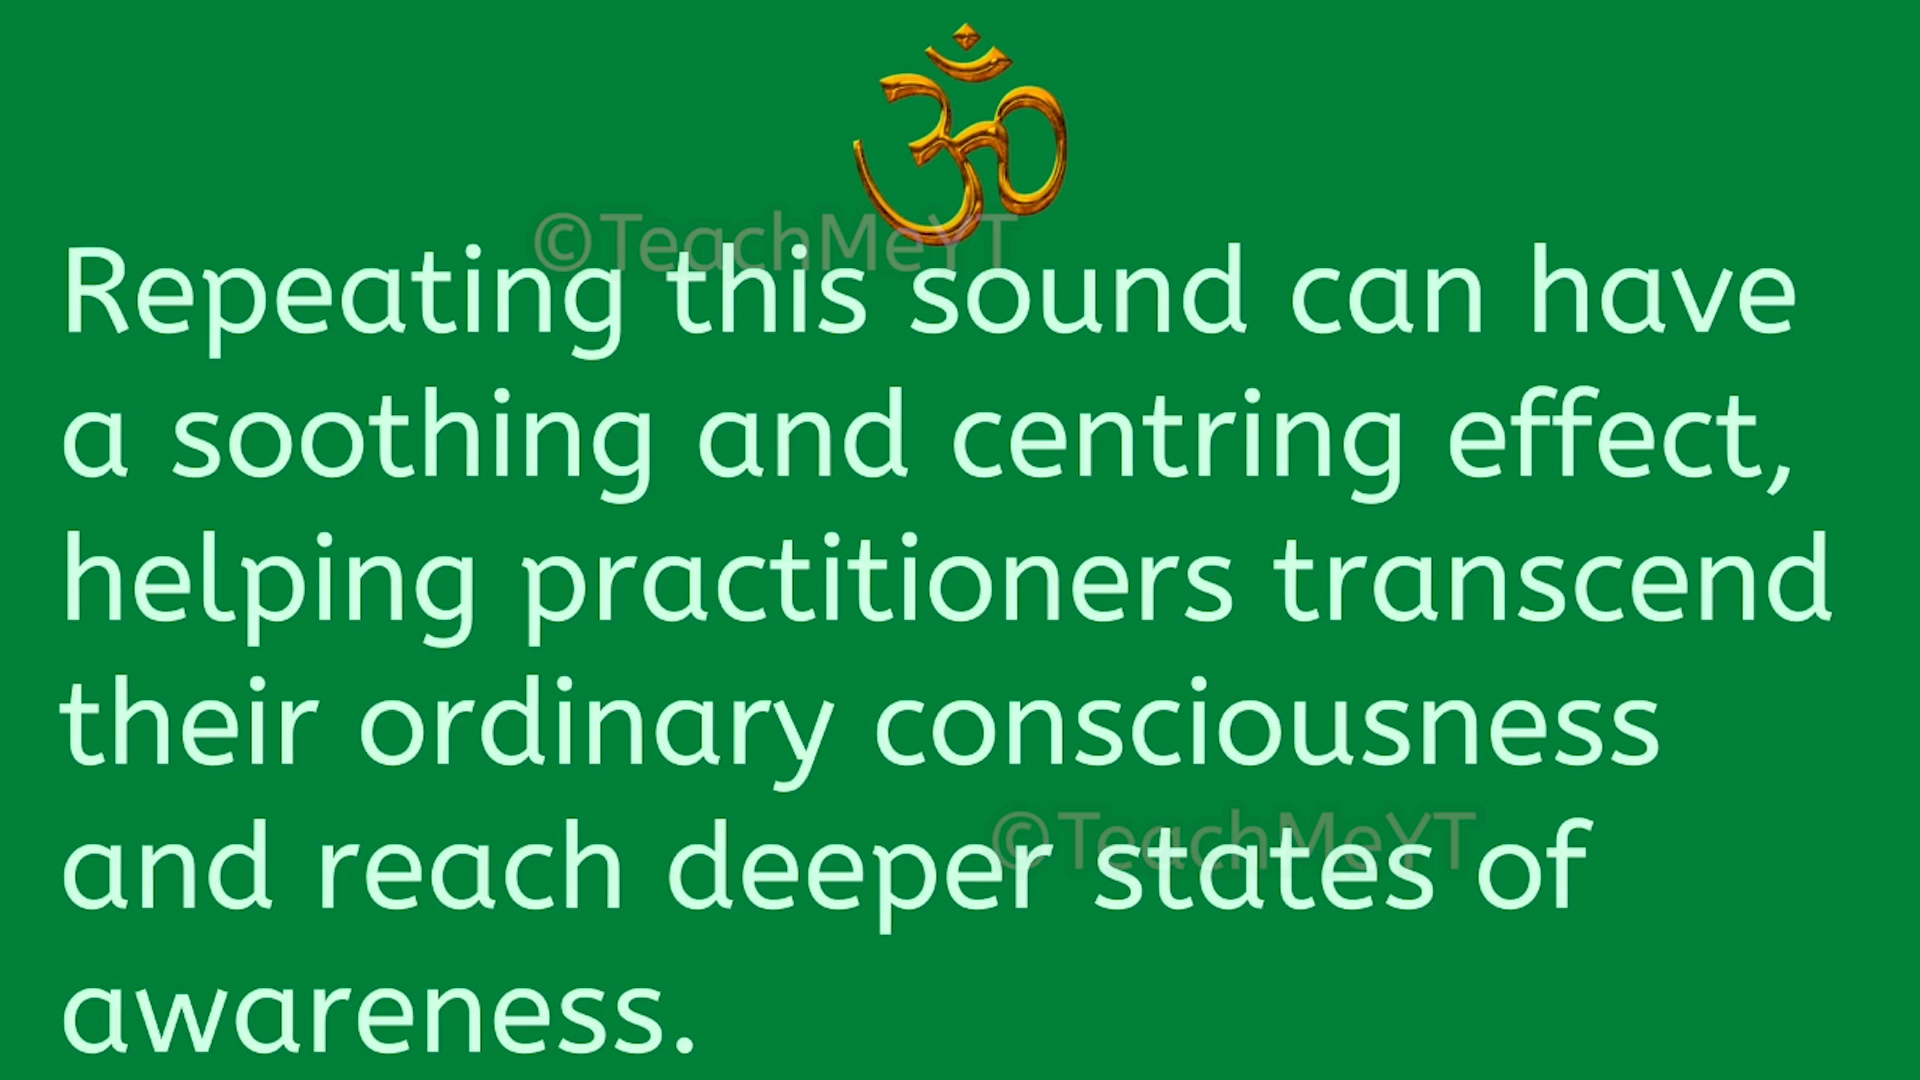 ॐ
©TeachMeYT
Repeating this sound can have
a soothing and centring effect,
helping practitioners transcend
their ordinary consciousness
©TeachMeYT
and reach deeper states of
awareness.